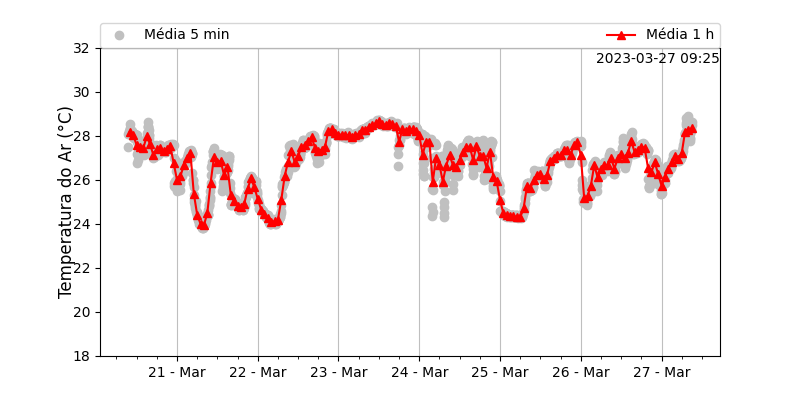 Média 5 min
Média 1 h
2023-03-27 09:25
Temperatura do Ar (°C)
32
30
28
26
24
22
20
18
21 - Mar
22 - Mar
23 - Mar
24 - Mar
25 - Mar
26 - Mar
27 - Mar